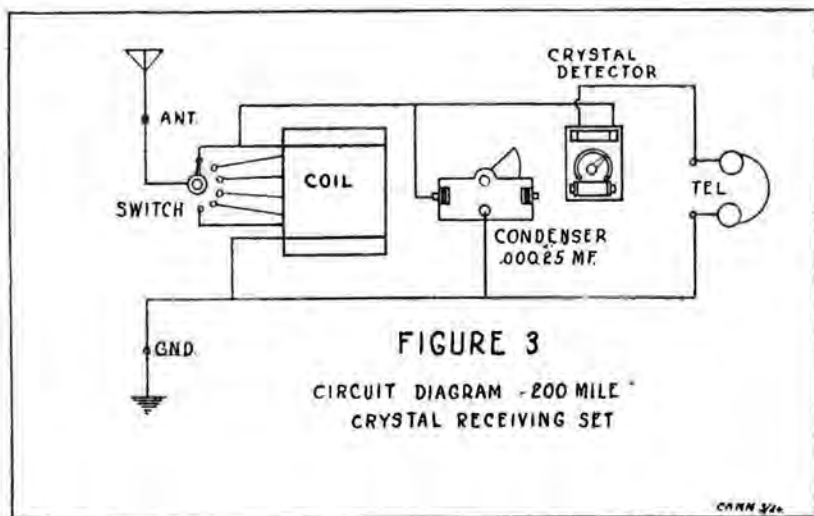 CRYSTAL
DETECTOR
ANT.
COIL
SWITCH
TEL.
CONDENSER
.00025 MF.
GND.
FIGURE 3
CIRCUIT DIAGRAM - 200 MILE "
CRYSTAL RECEIVING SET